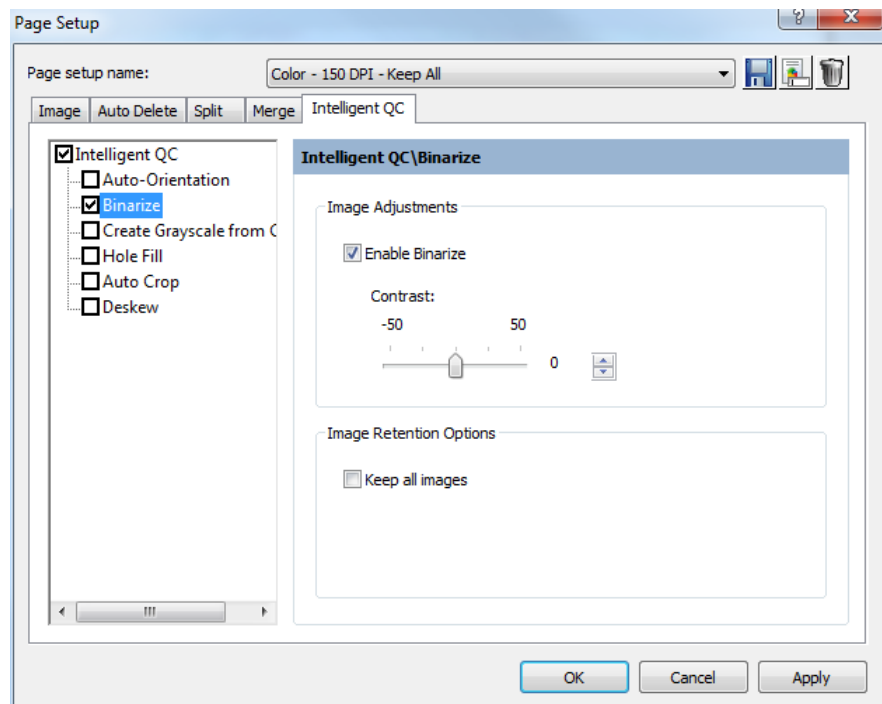 Page Setup
Page setup name: Color - 150 DPI - Keep All
Image Auto Delete Split Merge Intelligent QC
Intelligent QC
Auto-Orientation
Binarize
Create Grayscale from C
Hole Fill
Auto Crop
Deskew
Intelligent QC\Binarize
Image Adjustments
Enable Binarize
Contrast:
-50 50
0
Image Retention Options
Keep all images
OK Cancel Apply